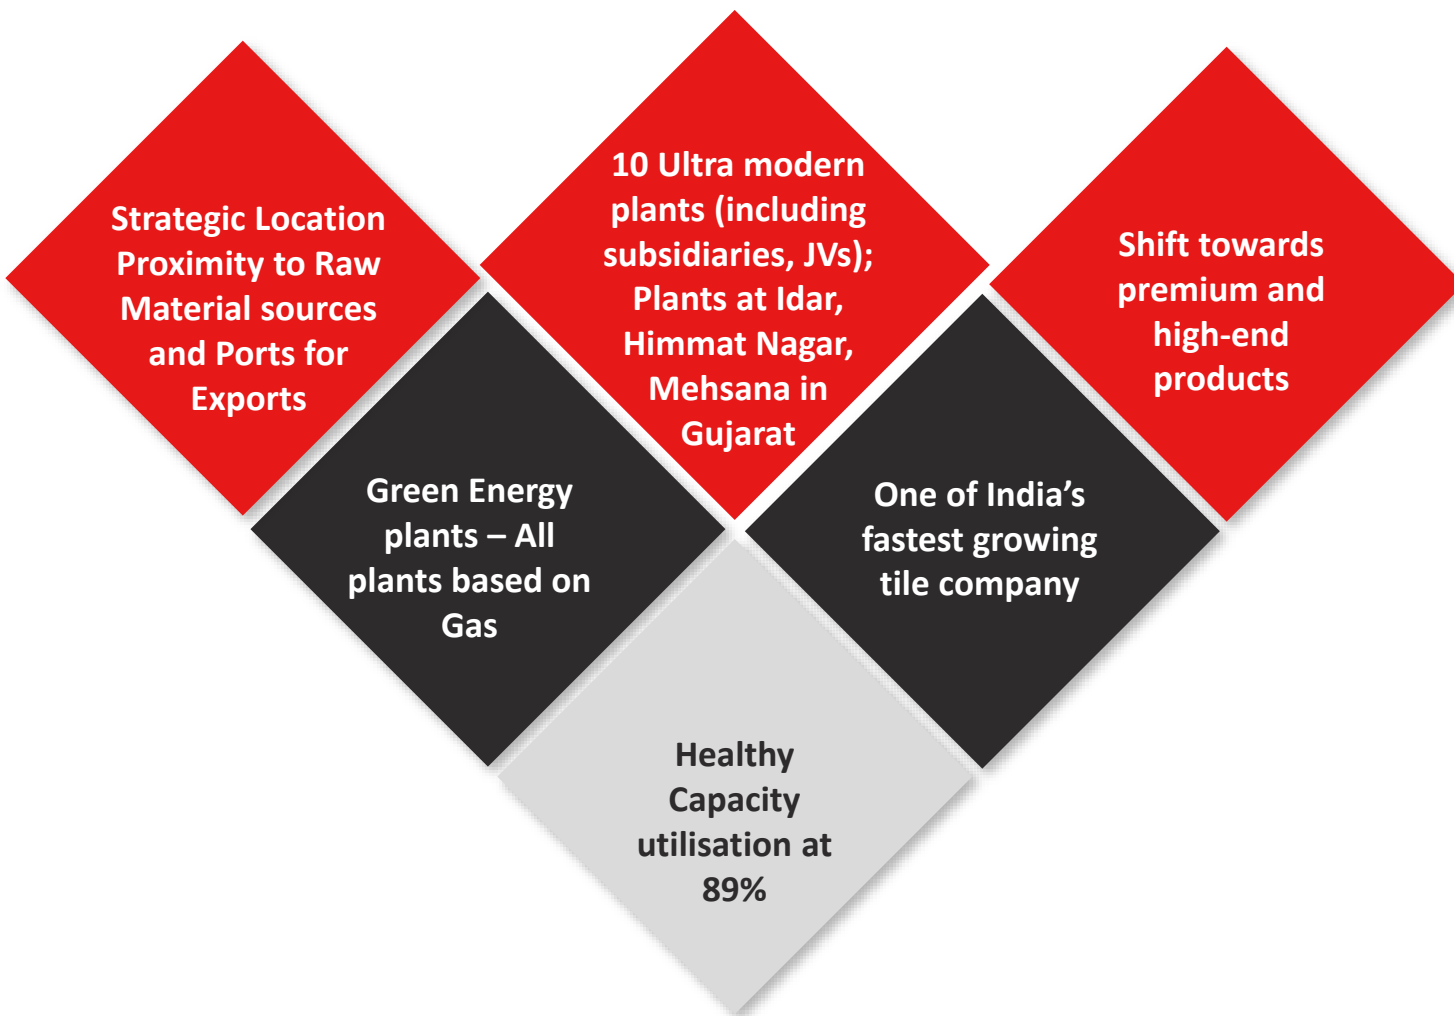 Strategic Location
Proximity to Raw
Material sources
and Ports for
Exports
10 Ultra modern
plants (including
subsidiaries, JVs);
Plants at Idar,
Himmat Nagar,
Mehsana in
Gujarat
Shift towards
premium and
high-end
products
Green Energy
plants – All
plants based on
Gas
One of India’s
fastest growing
tile company
Healthy
Capacity
utilisation at
89%